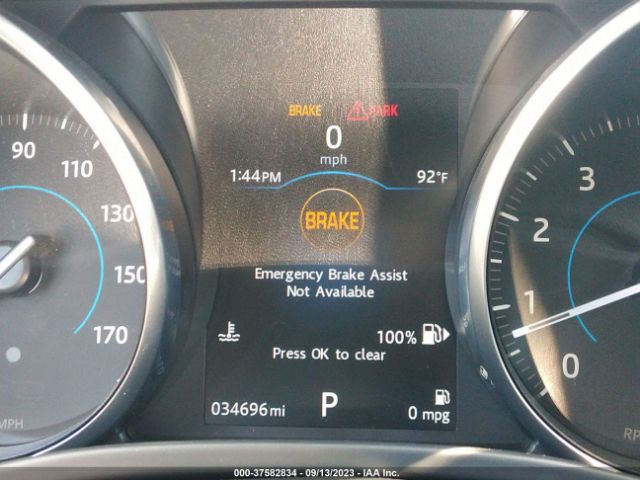 BRAKE PARK
0
mph
1:44PM 92°F
BRAKE
Emergency Brake Assist
Not Available
100%
Press OK to clear
034696mi P 0 mpg
90
110
130
150
170
MPH
3
2
1
0
RP
000-37582834 - 09/13/2023 - IAA Inc.